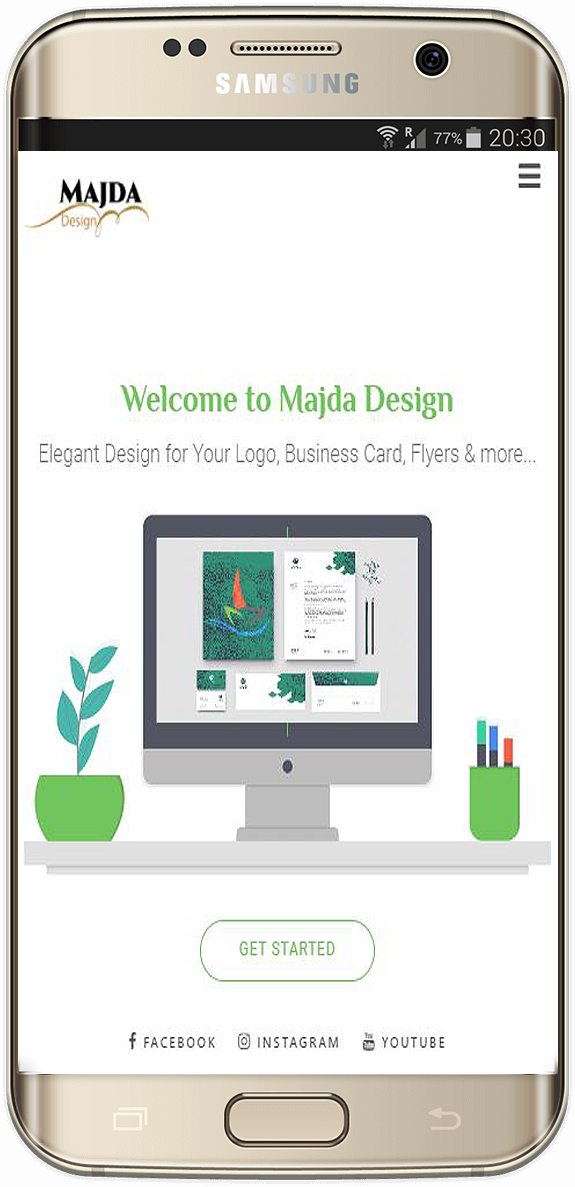 SAMSUNG
R 77% 20:30
MAJDA
Design
Welcome to Majda Design
Elegant Design for Your Logo, Business Card, Flyers & more...
GET STARTED
FACEBOOK INSTAGRAM YOUTUBE